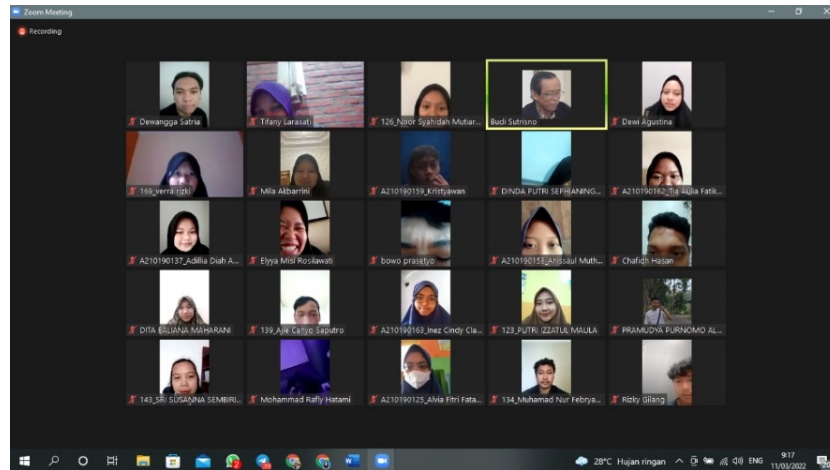 Zoom Meeting
Recording
Dewangga Satria
Tifany Larasati
126_Noor Syahidah Mutiar...
Budi Sutrisno
Dewi Agustina
169_verra rizki
Mila Akbarrini
A210190159_Kristyawan
DINDA PUTRI SEPHIANING...
A210190162_Tia Aulia Fatik...
A210190137_Adillia Diah A...
Elyya Misi Rosilawati
bowo prasetyo
A210190158_Anissaul Muth...
Chafiqh Hasan
DITA BALIANA MAHARANI
139_Ajie Cahyo Saputro
A210190163_Inez Cindy Cla...
123_PUTRI IZZATUL MAULA
PRAMUDYA PURNOMO AL...
143_SRI SUSANNA SEMBIRI...
Mohammad Rafly Hatami
A210190125_Alvia Fitri Fata...
134_Muhamad Nur Febrya...
Rizky Gilang
28°C Hujan ringan
ENG
9:17
11/03/2022